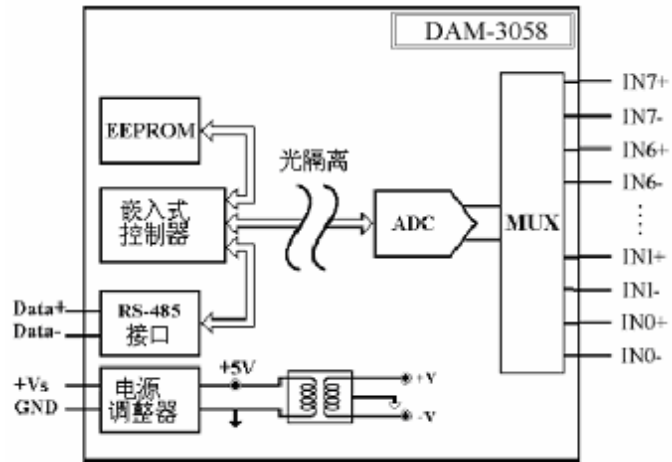 DAM-3058
EEPROM
嵌入式
控制器
RS-485
接口
电源
调整器
光隔离
ADC
MUX
IN7+
IN7-
IN6+
IN6-
IN1+
IN1-
IN0+
IN0-
Data+
Data-
+Vs
GND
+5V
+V
-V